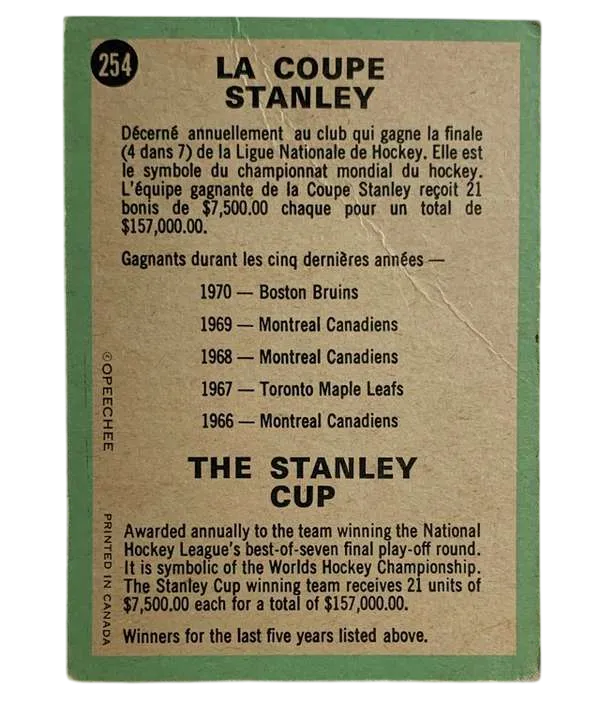 254
LA COUPE
STANLEY
Décerné annuellement au club qui gagne la finale
(4 dans 7) de la Ligue Nationale de Hockey. Elle est
le symbole du championnat mondial du hockey.
L'équipe gagnante de la Coupe Stanley reçoit 21
bonis de $7,500.00 chaque pour un total de
$157,000.00.
Gagnants durant les cinq dernières années —
1970 — Boston Bruins
1969 — Montreal Canadiens
1968 — Montreal Canadiens
1967 — Toronto Maple Leafs
1966 — Montreal Canadiens
THE STANLEY
CUP
Awarded annually to the team winning the National
Hockey League's best-of-seven final play-off round.
It is symbolic of the Worlds Hockey Championship.
The Stanley Cup winning team receives 21 units of
$7,500.00 each for a total of $157,000.00.
Winners for the last five years listed above.
© OPEECHEE
PRINTED IN CANADA